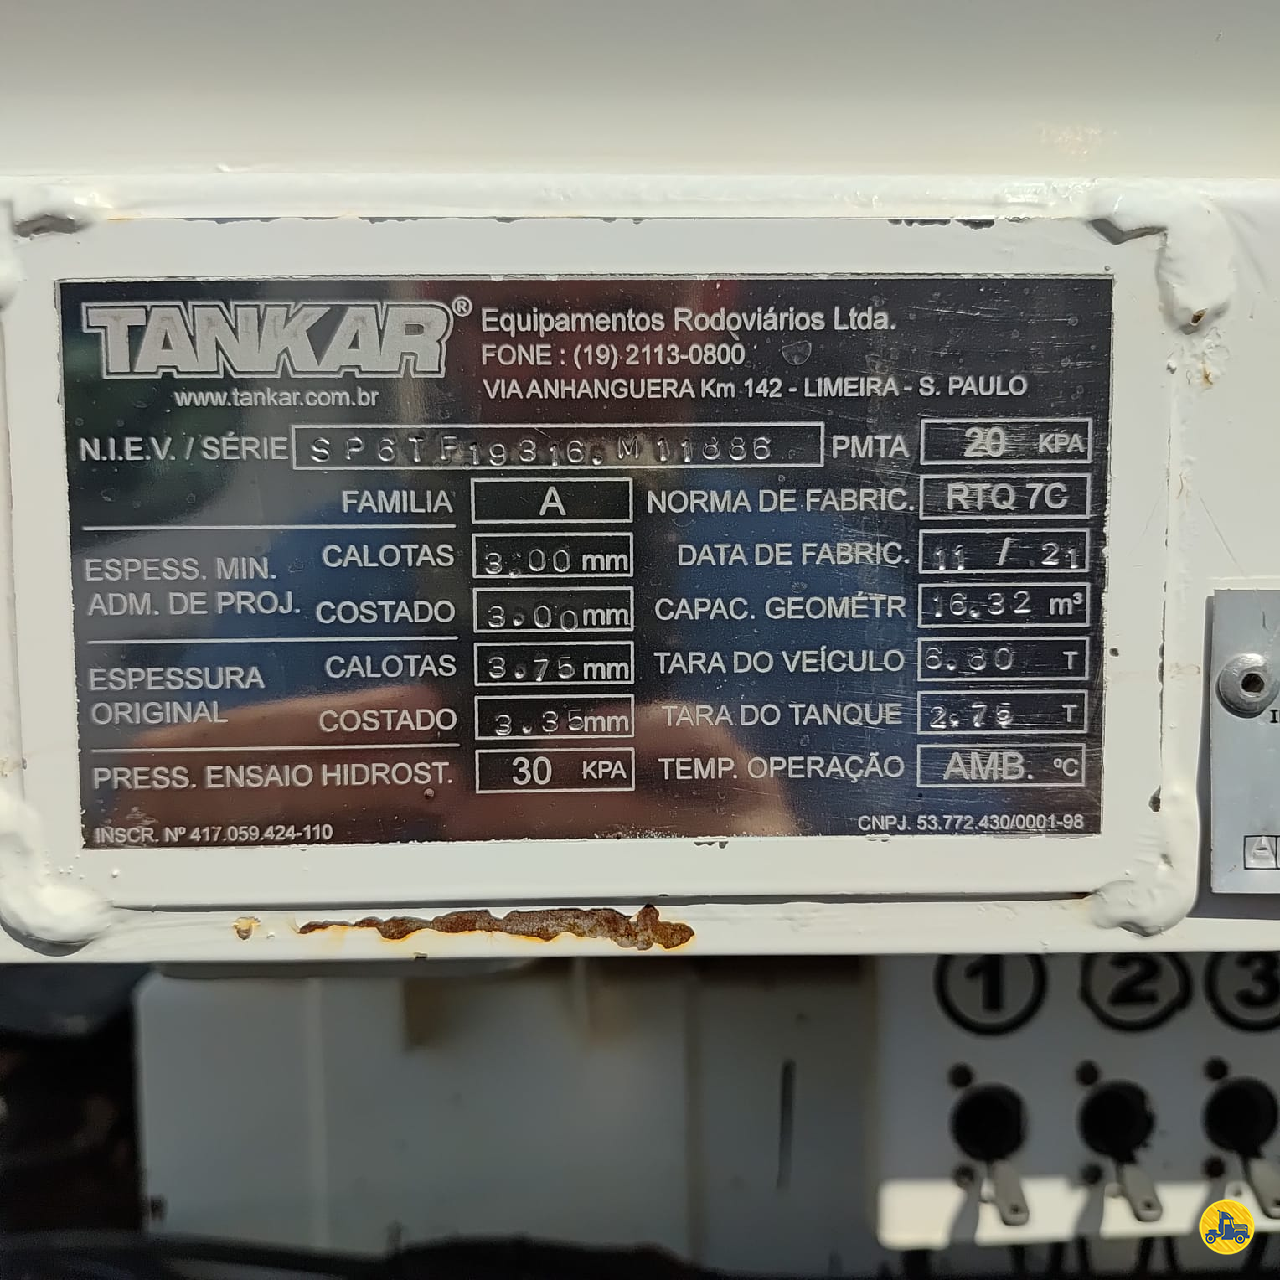 TANKAR® Equipamentos Rodoviários Ltda.
FONE : (19) 2113-0800
www.tankar.com.br VIA ANHANGUERA Km 142 - LIMEIRA - S. PAULO
N.I.E.V. / SÉRIE PMTA 20 KPA
FAMILIA A NORMA DE FABRIC. RTQ 7C
ESPESS. MIN. ADM. DE PROJ. CALOTAS 3.00 mm DATA DE FABRIC. 11 / 21
COSTADO 3.00 mm CAPAC. GEOMÉTR 16.32 m³
ESPESSURA ORIGINAL CALOTAS 3.75 mm TARA DO VEÍCULO T
COSTADO 3.35 mm TARA DO TANQUE 2.75 T
PRESS. ENSAIO HIDROST. 30 KPA TEMP. OPERAÇÃO AMB. ºC
INSCR. Nº 417.059.424-110 CNPJ. 53.772.430/0001-98
1 2 3